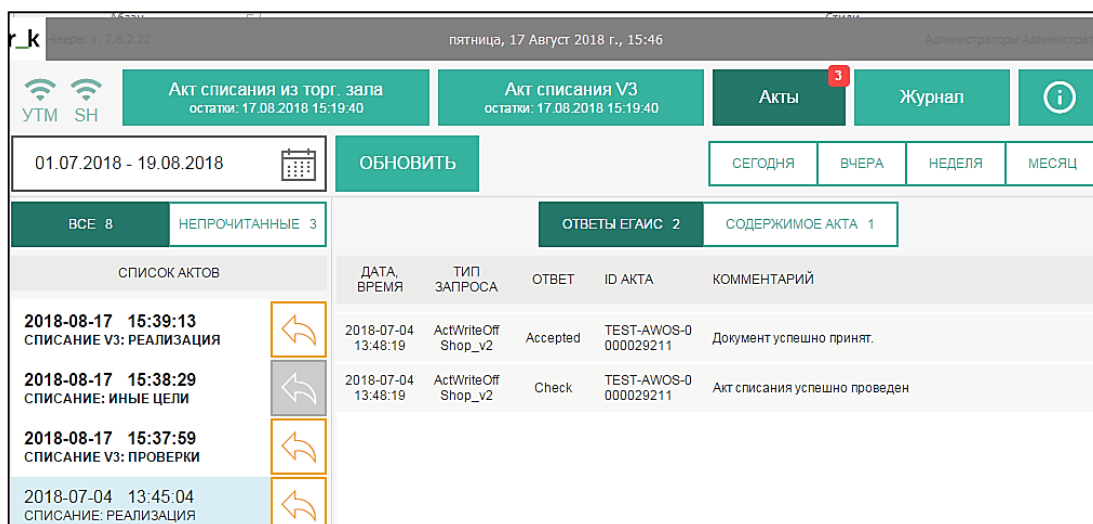 r_k
r-keeper v. 7.6.2.22
пятница, 17 Август 2018 г., 15:46
Администраторы Администрат
УТМ SH
Акт списания из торг. зала
остатки: 17.08.2018 15:19:40
Акт списания V3
остатки: 17.08.2018 15:19:40
Акты
3
Журнал
01.07.2018 - 19.08.2018
ОБНОВИТЬ
СЕГОДНЯ
ВЧЕРА
НЕДЕЛЯ
МЕСЯЦ
ВСЕ 8
НЕПРОЧИТАННЫЕ 3
ОТВЕТЫ ЕГАИС 2
СОДЕРЖИМОЕ АКТА 1
СПИСОК АКТОВ
2018-08-17 15:39:13
СПИСАНИЕ V3: РЕАЛИЗАЦИЯ
2018-08-17 15:38:29
СПИСАНИЕ: ИНЫЕ ЦЕЛИ
2018-08-17 15:37:59
СПИСАНИЕ V3: ПРОВЕРКИ
2018-07-04 13:45:04
СПИСАНИЕ: РЕАЛИЗАЦИЯ
ДАТА, ВРЕМЯ
ТИП ЗАПРОСА
ОТВЕТ
ID АКТА
КОММЕНТАРИЙ
2018-07-04 13:48:19
ActWriteOff Shop_v2
Accepted
TEST-AWOS-0 000029211
Документ успешно принят.
2018-07-04 13:48:19
ActWriteOff Shop_v2
Check
TEST-AWOS-0 000029211
Акт списания успешно проведен